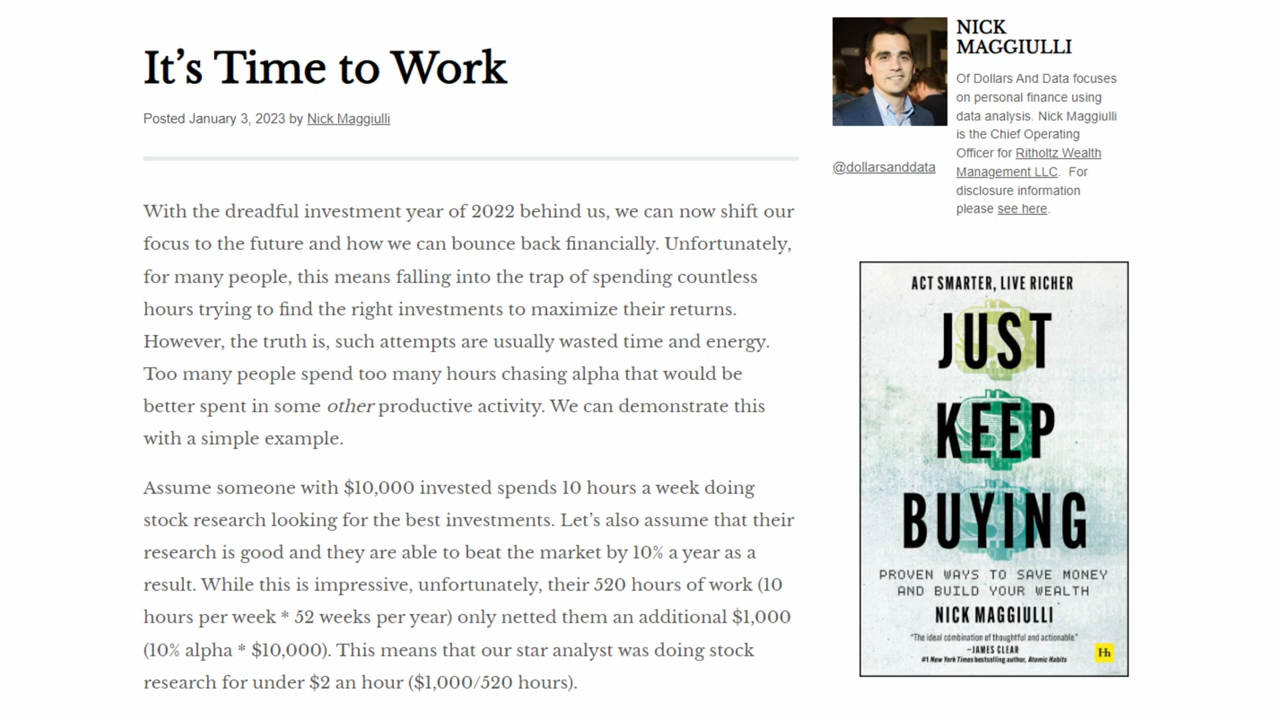 It’s Time to Work
Posted January 3, 2023 by Nick Maggiulli
With the dreadful investment year of 2022 behind us, we can now shift our
focus to the future and how we can bounce back financially. Unfortunately,
for many people, this means falling into the trap of spending countless
hours trying to find the right investments to maximize their returns.
However, the truth is, such attempts are usually wasted time and energy.
Too many people spend too many hours chasing alpha that would be
better spent in some other productive activity. We can demonstrate this
with a simple example.
Assume someone with $10,000 invested spends 10 hours a week doing
stock research looking for the best investments. Let’s also assume that their
research is good and they are able to beat the market by 10% a year as a
result. While this is impressive, unfortunately, their 520 hours of work (10
hours per week * 52 weeks per year) only netted them an additional $1,000
(10% alpha * $10,000). This means that our star analyst was doing stock
research for under $2 an hour ($1,000/520 hours).
@dollarsanddata
NICK
MAGGIULLI
Of Dollars And Data focuses
on personal finance using
data analysis. Nick Maggiulli
is the Chief Operating
Officer for Ritholtz Wealth
Management LLC. For
disclosure information
please see here.
ACT SMARTER, LIVE RICHER
JUST
KEEP
BUYING
PROVEN WAYS TO SAVE MONEY
AND BUILD YOUR WEALTH
NICK MAGGIULLI
"The ideal combination of thoughtful and actionable."
—JAMES CLEAR
#1 New York Times bestselling author, Atomic Habits
Hh